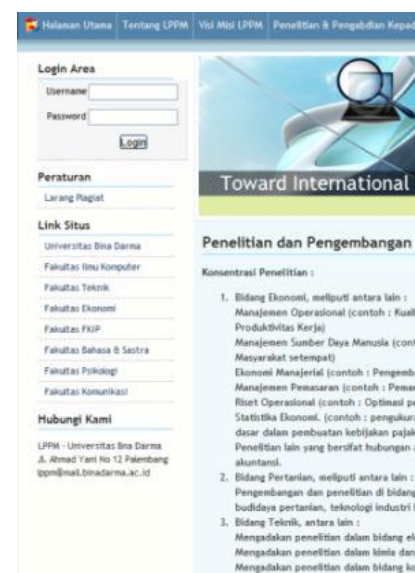 Halaman Utama Tentang LPPM Visi Misi LPPM Penelitian & Pengabdian Kepad
Login Area
Username
Password
Login
Peraturan
Larang Plagiat
Link Situs
Universitas Bina Darma
Fakultas Ilmu Komputer
Fakultas Teknik
Fakultas Ekonomi
Fakultas FKIP
Fakultas Bahasa & Sastra
Fakultas Psikologi
Fakultas Komunikasi
Hubungi Kami
LPPM - Universitas Bina Darma
Jl. Ahmad Yani No 12 Palembang
lppm@mail.binadarma.ac.id
Toward International
Penelitian dan Pengembangan
Konsentrasi Penelitian :
1. Bidang Ekonomi, meliputi antara lain :
Manajemen Operasional (contoh : Kuali
Produktivitas Kerja)
Manajemen Sumber Daya Manusia (cont
Masyarakat setempat)
Ekonomi Manajerial (contoh : Pengemba
Manajemen Pemasaran (contoh : Peman
Riset Operasional (contoh : Optimasi pe
Statistika Ekonomi. (contoh : pengukura
dasar dalam pembuatan kebijakan pajak
Penelitian lain yang bersifat hubungan
akuntansi.
2. Bidang Pertanian, meliputi antara lain :
Pengembangan dan penelitian di bidang
budidaya pertanian, teknologi industri
3. Bidang Teknik, antara lain :
Mengadakan penelitian dalam bidang el
Mengadakan penelitian dalam kimia dan
Mengadakan penelitian dalam bidang ko